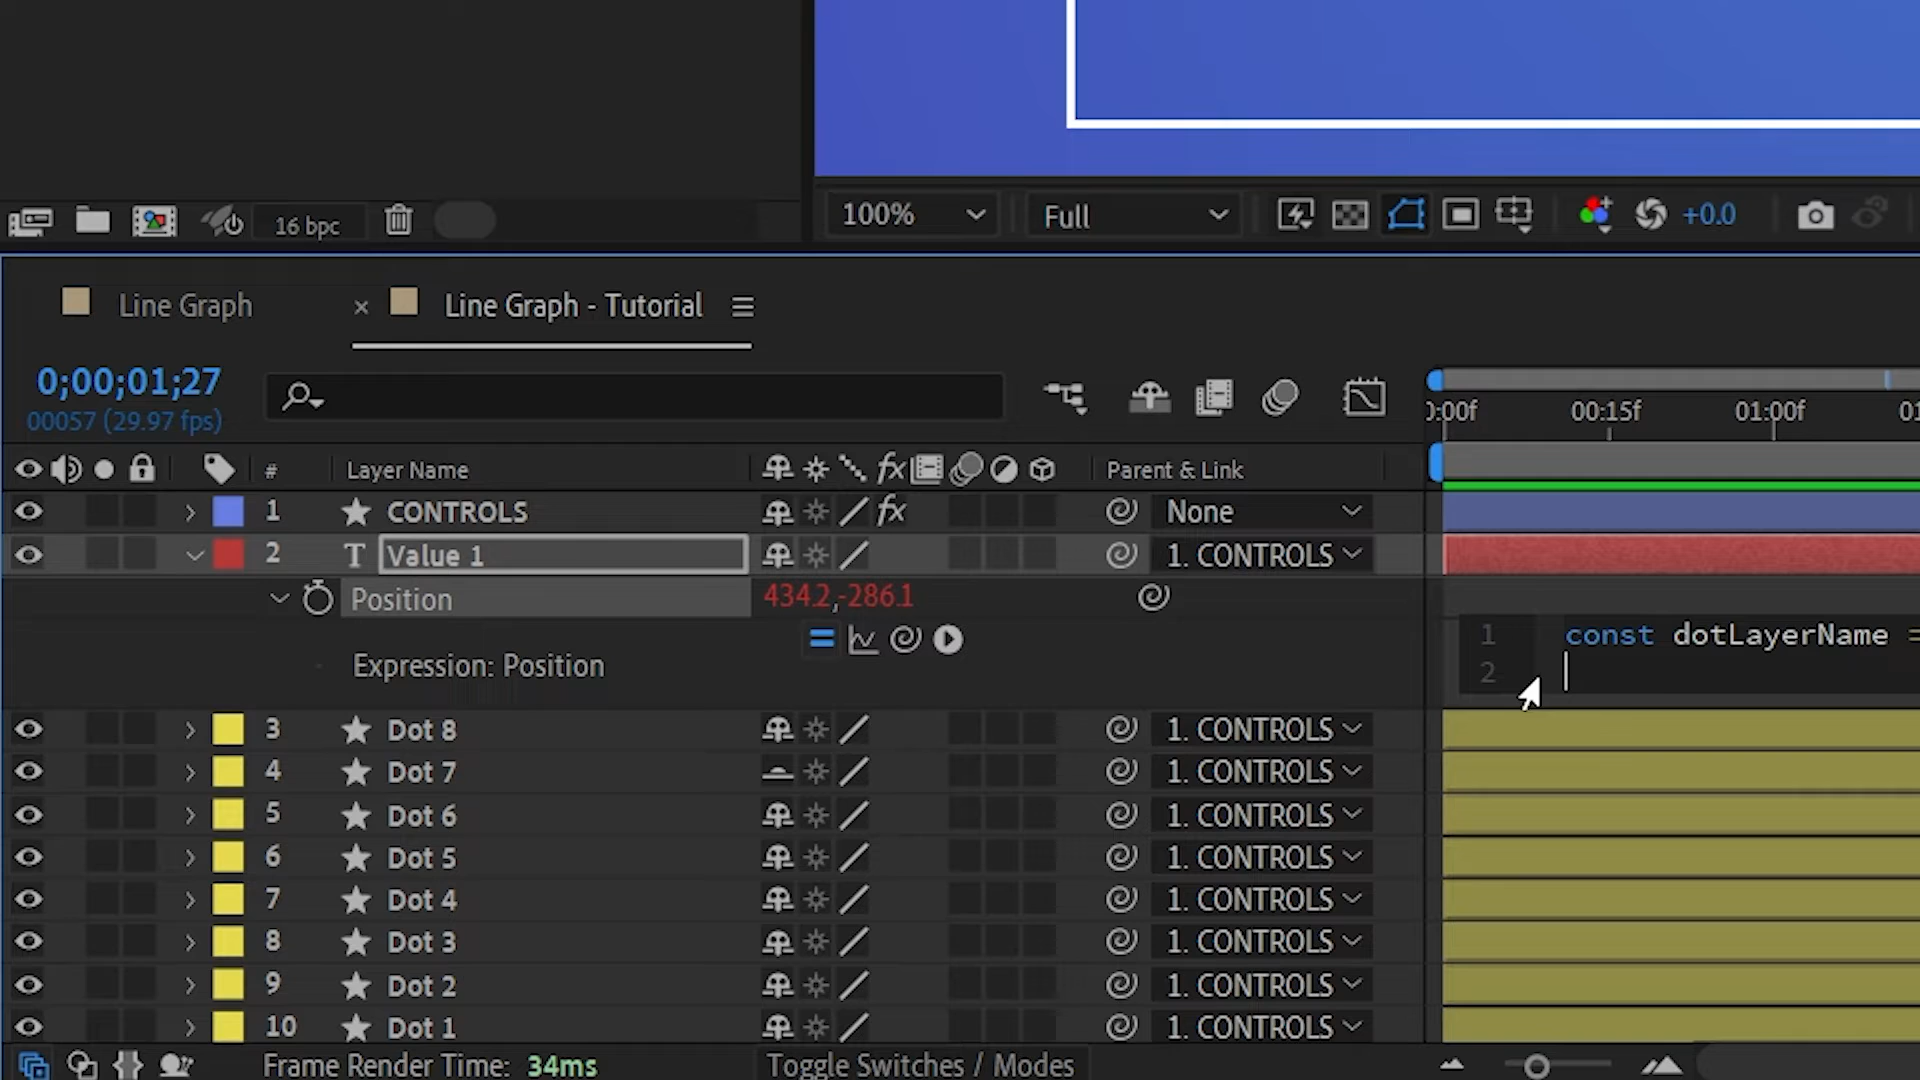 100%
Full
+0.0
16 bpc
Line Graph
× Line Graph - Tutorial
0;00;01;27
00057 (29.97 fps)
0:00f 00:15f 01:00f
# Layer Name fx Parent & Link
1 CONTROLS fx None
2 T Value 1 1. CONTROLS
Position 434.2,-286.1
Expression: Position
1 const dotLayerName =
2
3 Dot 8 1. CONTROLS
4 Dot 7 1. CONTROLS
5 Dot 6 1. CONTROLS
6 Dot 5 1. CONTROLS
7 Dot 4 1. CONTROLS
8 Dot 3 1. CONTROLS
9 Dot 2 1. CONTROLS
10 Dot 1 1. CONTROLS
Frame Render Time: 34ms Toggle Switches / Modes